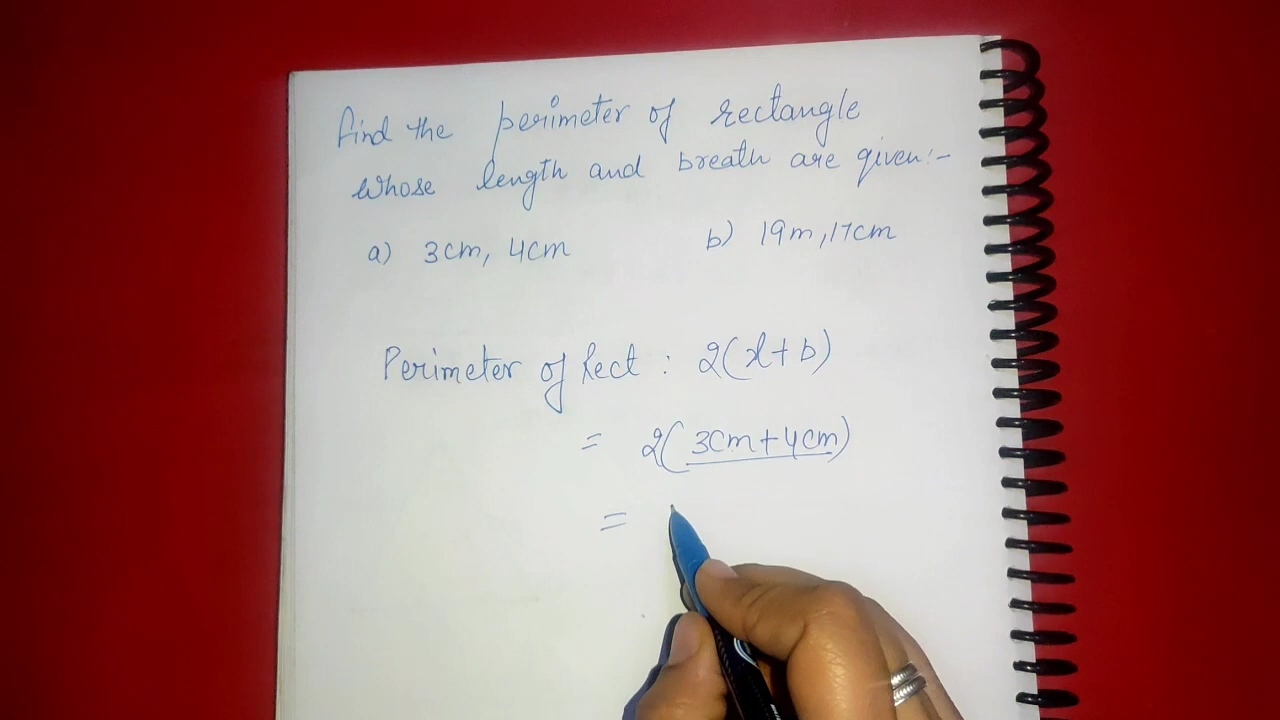 find the perimeter of rectangle
whose length and breath are given:-
a) 3cm, 4cm b) 19m, 17cm
Perimeter of Rect : 2(l+b)
= 2(3cm+4cm)
=